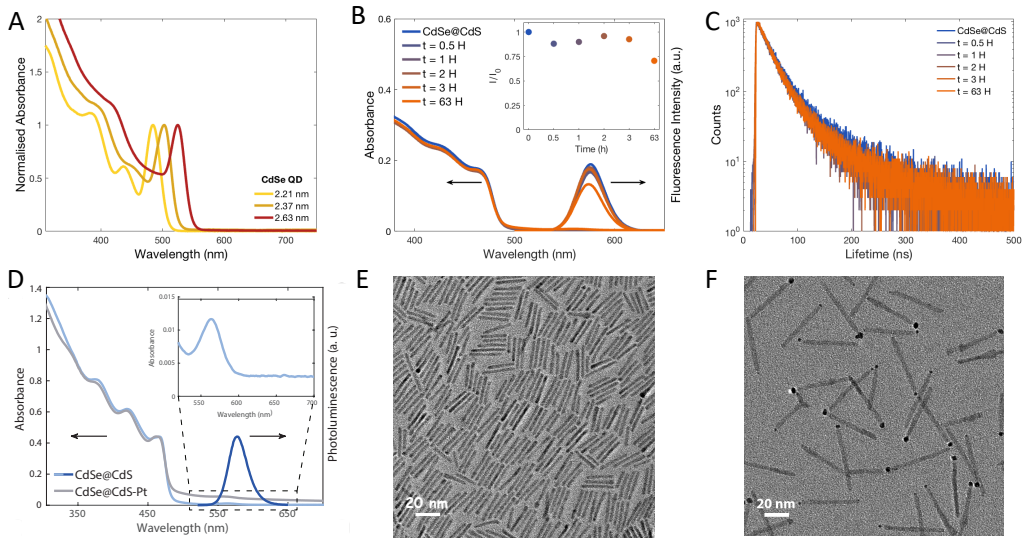 A
Normalised Absorbance
2
1.5
1
0.5
0
400
500
600
700
Wavelength (nm)
CdSe QD
2.21 nm
2.37 nm
2.63 nm
B
Absorbance
0.6
0.4
0.2
0
400
500
600
Wavelength (nm)
Fluorescence Intensity (a.u.)
CdSe@CdS
t = 0.5 H
t = 1 H
t = 2 H
t = 3 H
t = 63 H
I/I0
1
0.75
0.5
0.25
0
0
0.5
1
2
3
63
Time (h)
C
Counts
10³
10²
10¹
10⁰
0
100
200
300
400
500
Lifetime (ns)
CdSe@CdS
t = 0.5 H
t = 1 H
t = 2 H
t = 3 H
t = 63 H
D
Absorbance
1.4
1.2
1
0.8
0.6
0.4
0.2
0
350
450
550
650
Wavelength (nm)
Photoluminescence (a. u.)
CdSe@CdS
CdSe@CdS-Pt
Absorbance
0.015
0.01
0.005
0
550
600
650
700
Wavelength (nm)
E
20 nm
F
20 nm